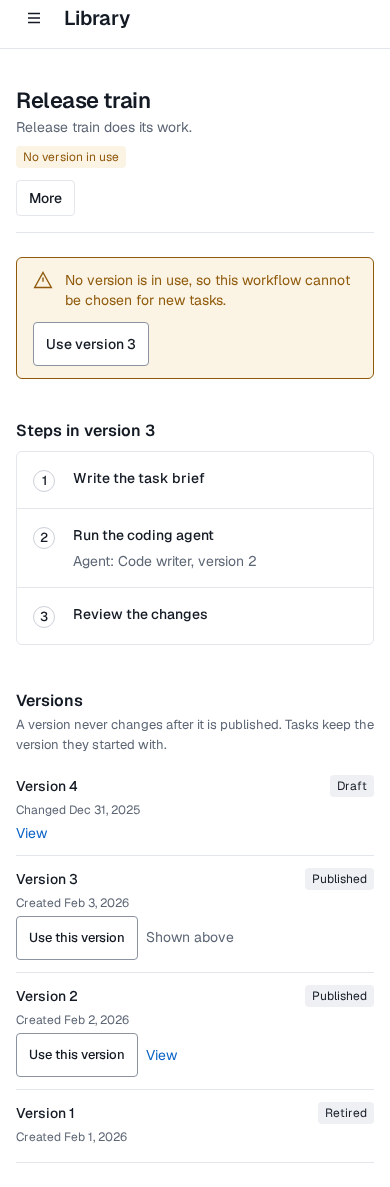 Library
Release train
Release train does its work.
No version in use
More
No version is in use, so this workflow cannot
be chosen for new tasks.
Use version 3
Steps in version 3
1 Write the task brief
2 Run the coding agent
Agent: Code writer, version 2
3 Review the changes
Versions
A version never changes after it is published. Tasks keep the
version they started with.
Version 4 Draft
Changed Dec 31, 2025
View
Version 3 Published
Created Feb 3, 2026
Use this version Shown above
Version 2 Published
Created Feb 2, 2026
Use this version View
Version 1 Retired
Created Feb 1, 2026